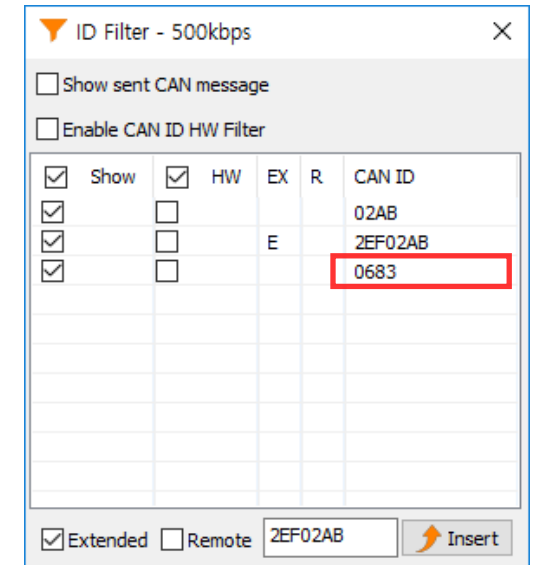 ID Filter - 500kbps
Show sent CAN message
Enable CAN ID HW Filter
Show HW EX R CAN ID
02AB
E 2EF02AB
0683
Extended Remote 2EF02AB Insert